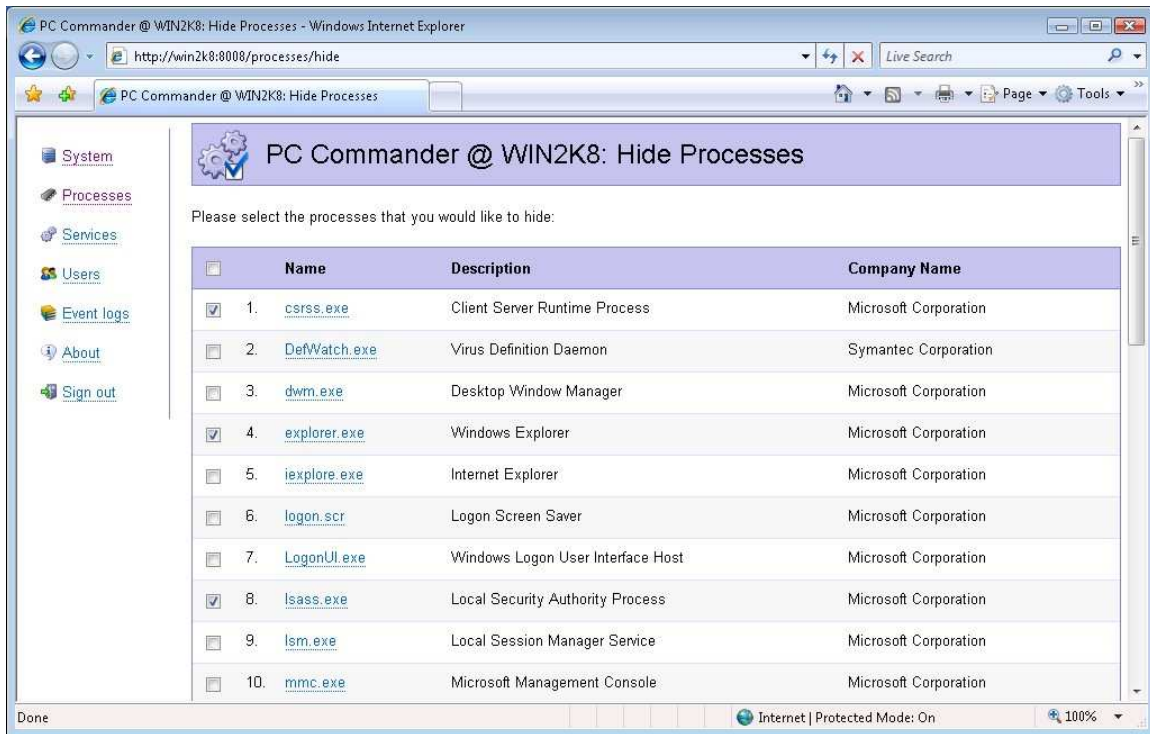 PC Commander @ WIN2K8: Hide Processes - Windows Internet Explorer
http://win2k8:8008/processes/hide
Live Search
PC Commander @ WIN2K8: Hide Processes
Page
Tools
System
Processes
Services
Users
Event logs
About
Sign out
PC Commander @ WIN2K8: Hide Processes
Please select the processes that you would like to hide:
Name Description Company Name
1. csrss.exe Client Server Runtime Process Microsoft Corporation
2. DefWatch.exe Virus Definition Daemon Symantec Corporation
3. dwm.exe Desktop Window Manager Microsoft Corporation
4. explorer.exe Windows Explorer Microsoft Corporation
5. iexplore.exe Internet Explorer Microsoft Corporation
6. logon.scr Logon Screen Saver Microsoft Corporation
7. LogonUI.exe Windows Logon User Interface Host Microsoft Corporation
8. lsass.exe Local Security Authority Process Microsoft Corporation
9. lsm.exe Local Session Manager Service Microsoft Corporation
10. mmc.exe Microsoft Management Console Microsoft Corporation
Done
Internet | Protected Mode: On
100%